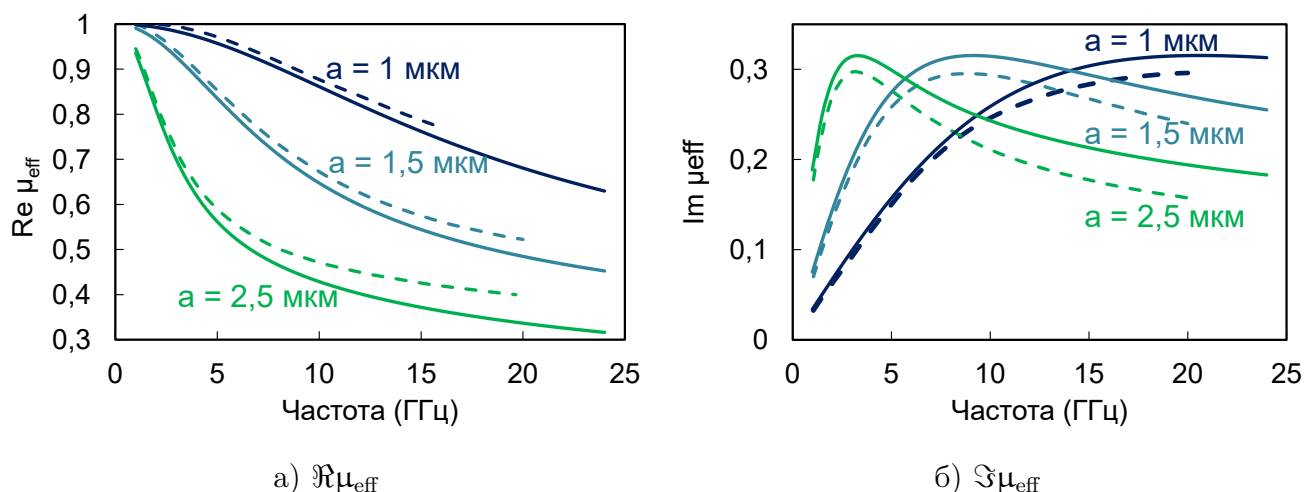 Re μeff
1
0,9
0,8
0,7
0,6
0,5
0,4
0,3
a = 1 мкм
a = 1,5 мкм
a = 2,5 мкм
0 5 10 15 20 25
Частота (ГГц)
а) ℜμeff
Im μeff
0,3
0,2
0,1
0
a = 1 мкм
a = 1,5 мкм
a = 2,5 мкм
0 5 10 15 20 25
Частота (ГГц)
б) ℑμeff